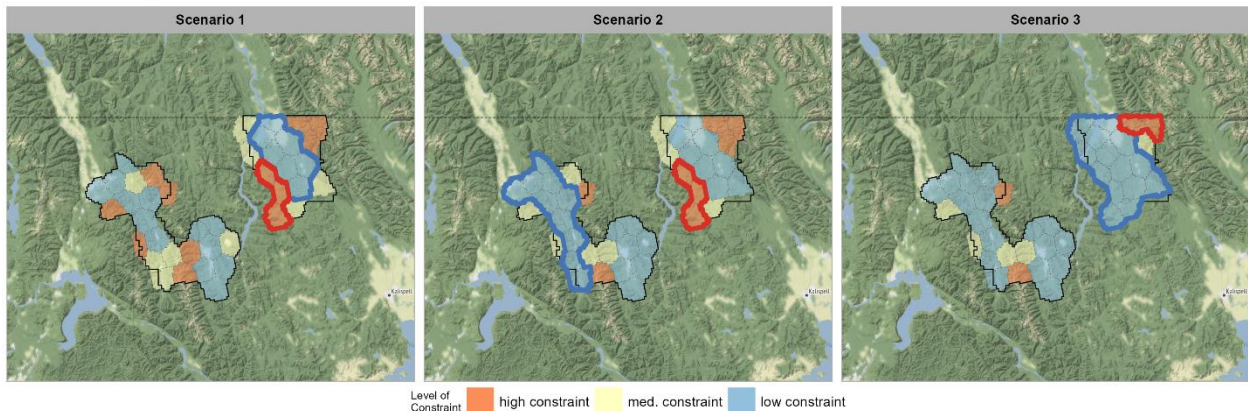 Scenario 1
Scenario 2
Scenario 3
Kalispell
Kalispell
Kalispell
Level of
Constraint
high constraint
med. constraint
low constraint